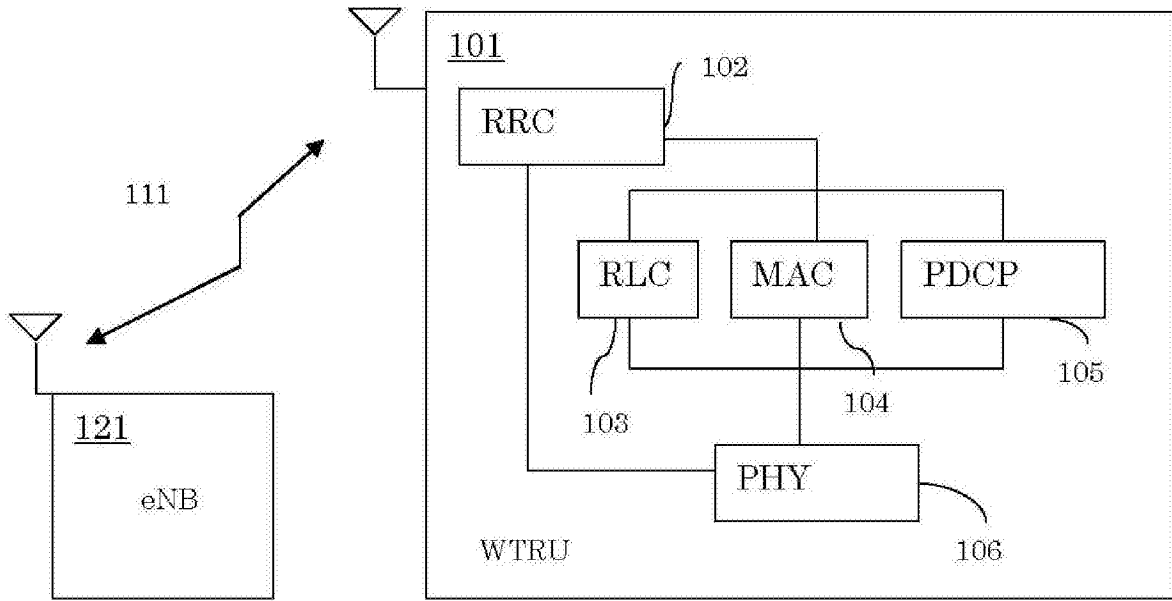 101
102
RRC
111
RLC
MAC
PDCP
105
104
103
121
PHY
eNB
WTRU
106